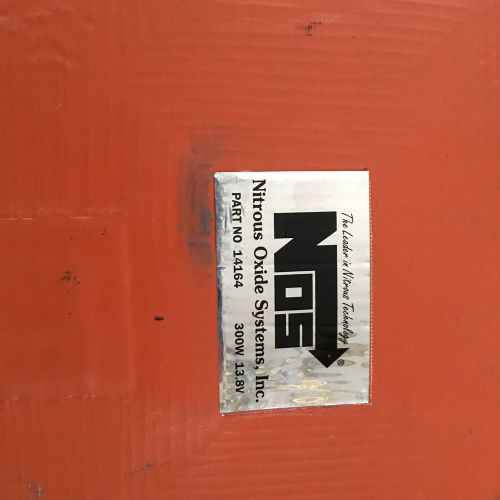 The Leader in Nitrous Technology
NOS®
Nitrous Oxide Systems, Inc.
PART NO 14164 300W 13.8V